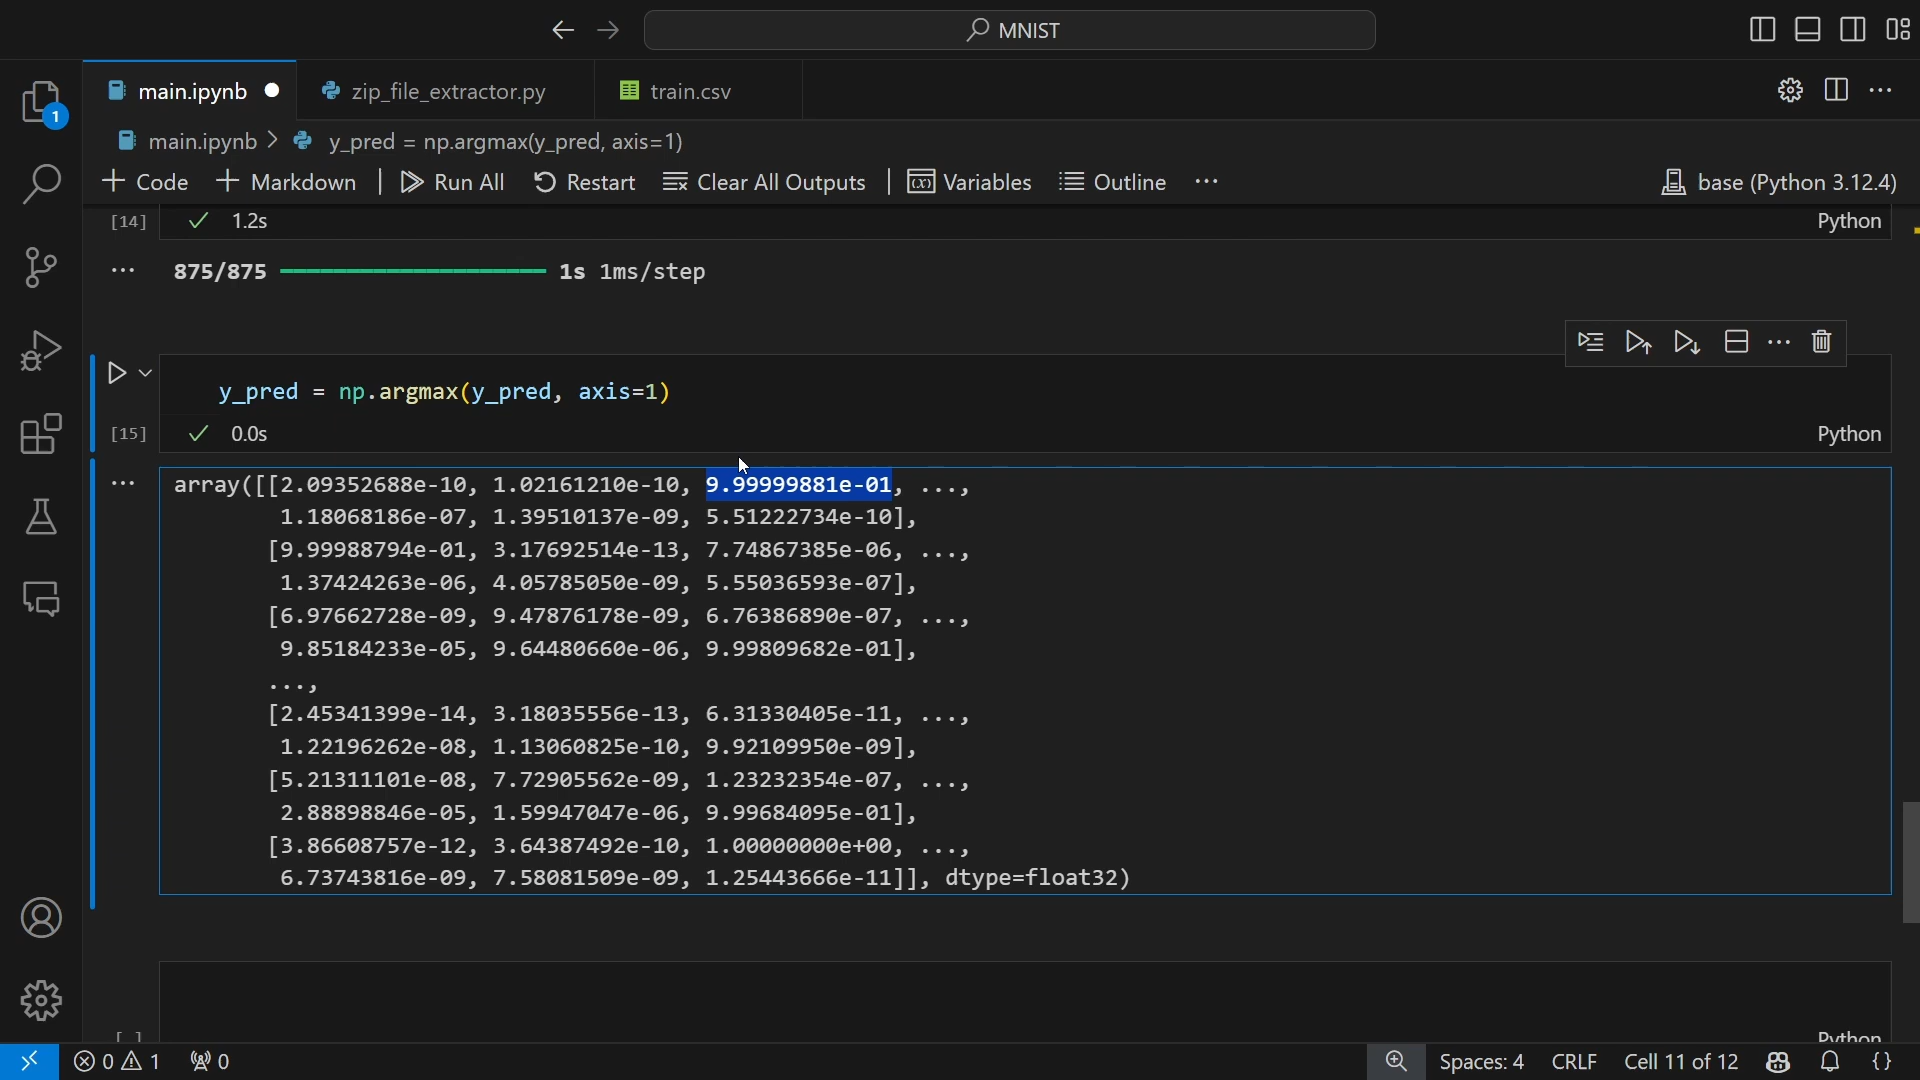 MNIST
main.ipynb
zip_file_extractor.py
train.csv
1
main.ipynb > y_pred = np.argmax(y_pred, axis=1)
+ Code + Markdown | Run All Restart Clear All Outputs | Variables Outline ...
base (Python 3.12.4)
[14] ✓ 1.2s Python
... 875/875 ━━━━━━━━━━━━━━━━━━━━ 1s 1ms/step
y_pred = np.argmax(y_pred, axis=1)
[15] ✓ 0.0s Python
... array([[2.09352688e-10, 1.02161210e-10, 9.99999881e-01, ...,
1.18068186e-07, 1.39510137e-09, 5.51222734e-10],
[9.99988794e-01, 3.17692514e-13, 7.74867385e-06, ...,
1.37424263e-06, 4.05785050e-09, 5.55036593e-07],
[6.97662728e-09, 9.47876178e-09, 6.76386890e-07, ...,
9.85184233e-05, 9.64480660e-06, 9.99809682e-01],
...,
[2.45341399e-14, 3.18035556e-13, 6.31330405e-11, ...,
1.22196262e-08, 1.13060825e-10, 9.92109950e-09],
[5.21311101e-08, 7.72905562e-09, 1.23232354e-07, ...,
2.88898846e-05, 1.59947047e-06, 9.99684095e-01],
[3.86608757e-12, 3.64387492e-10, 1.00000000e+00, ...,
6.73743816e-09, 7.58081509e-09, 1.25443666e-11]], dtype=float32)
[ ] Python
0 1 0
Spaces: 4 CRLF Cell 11 of 12 {}